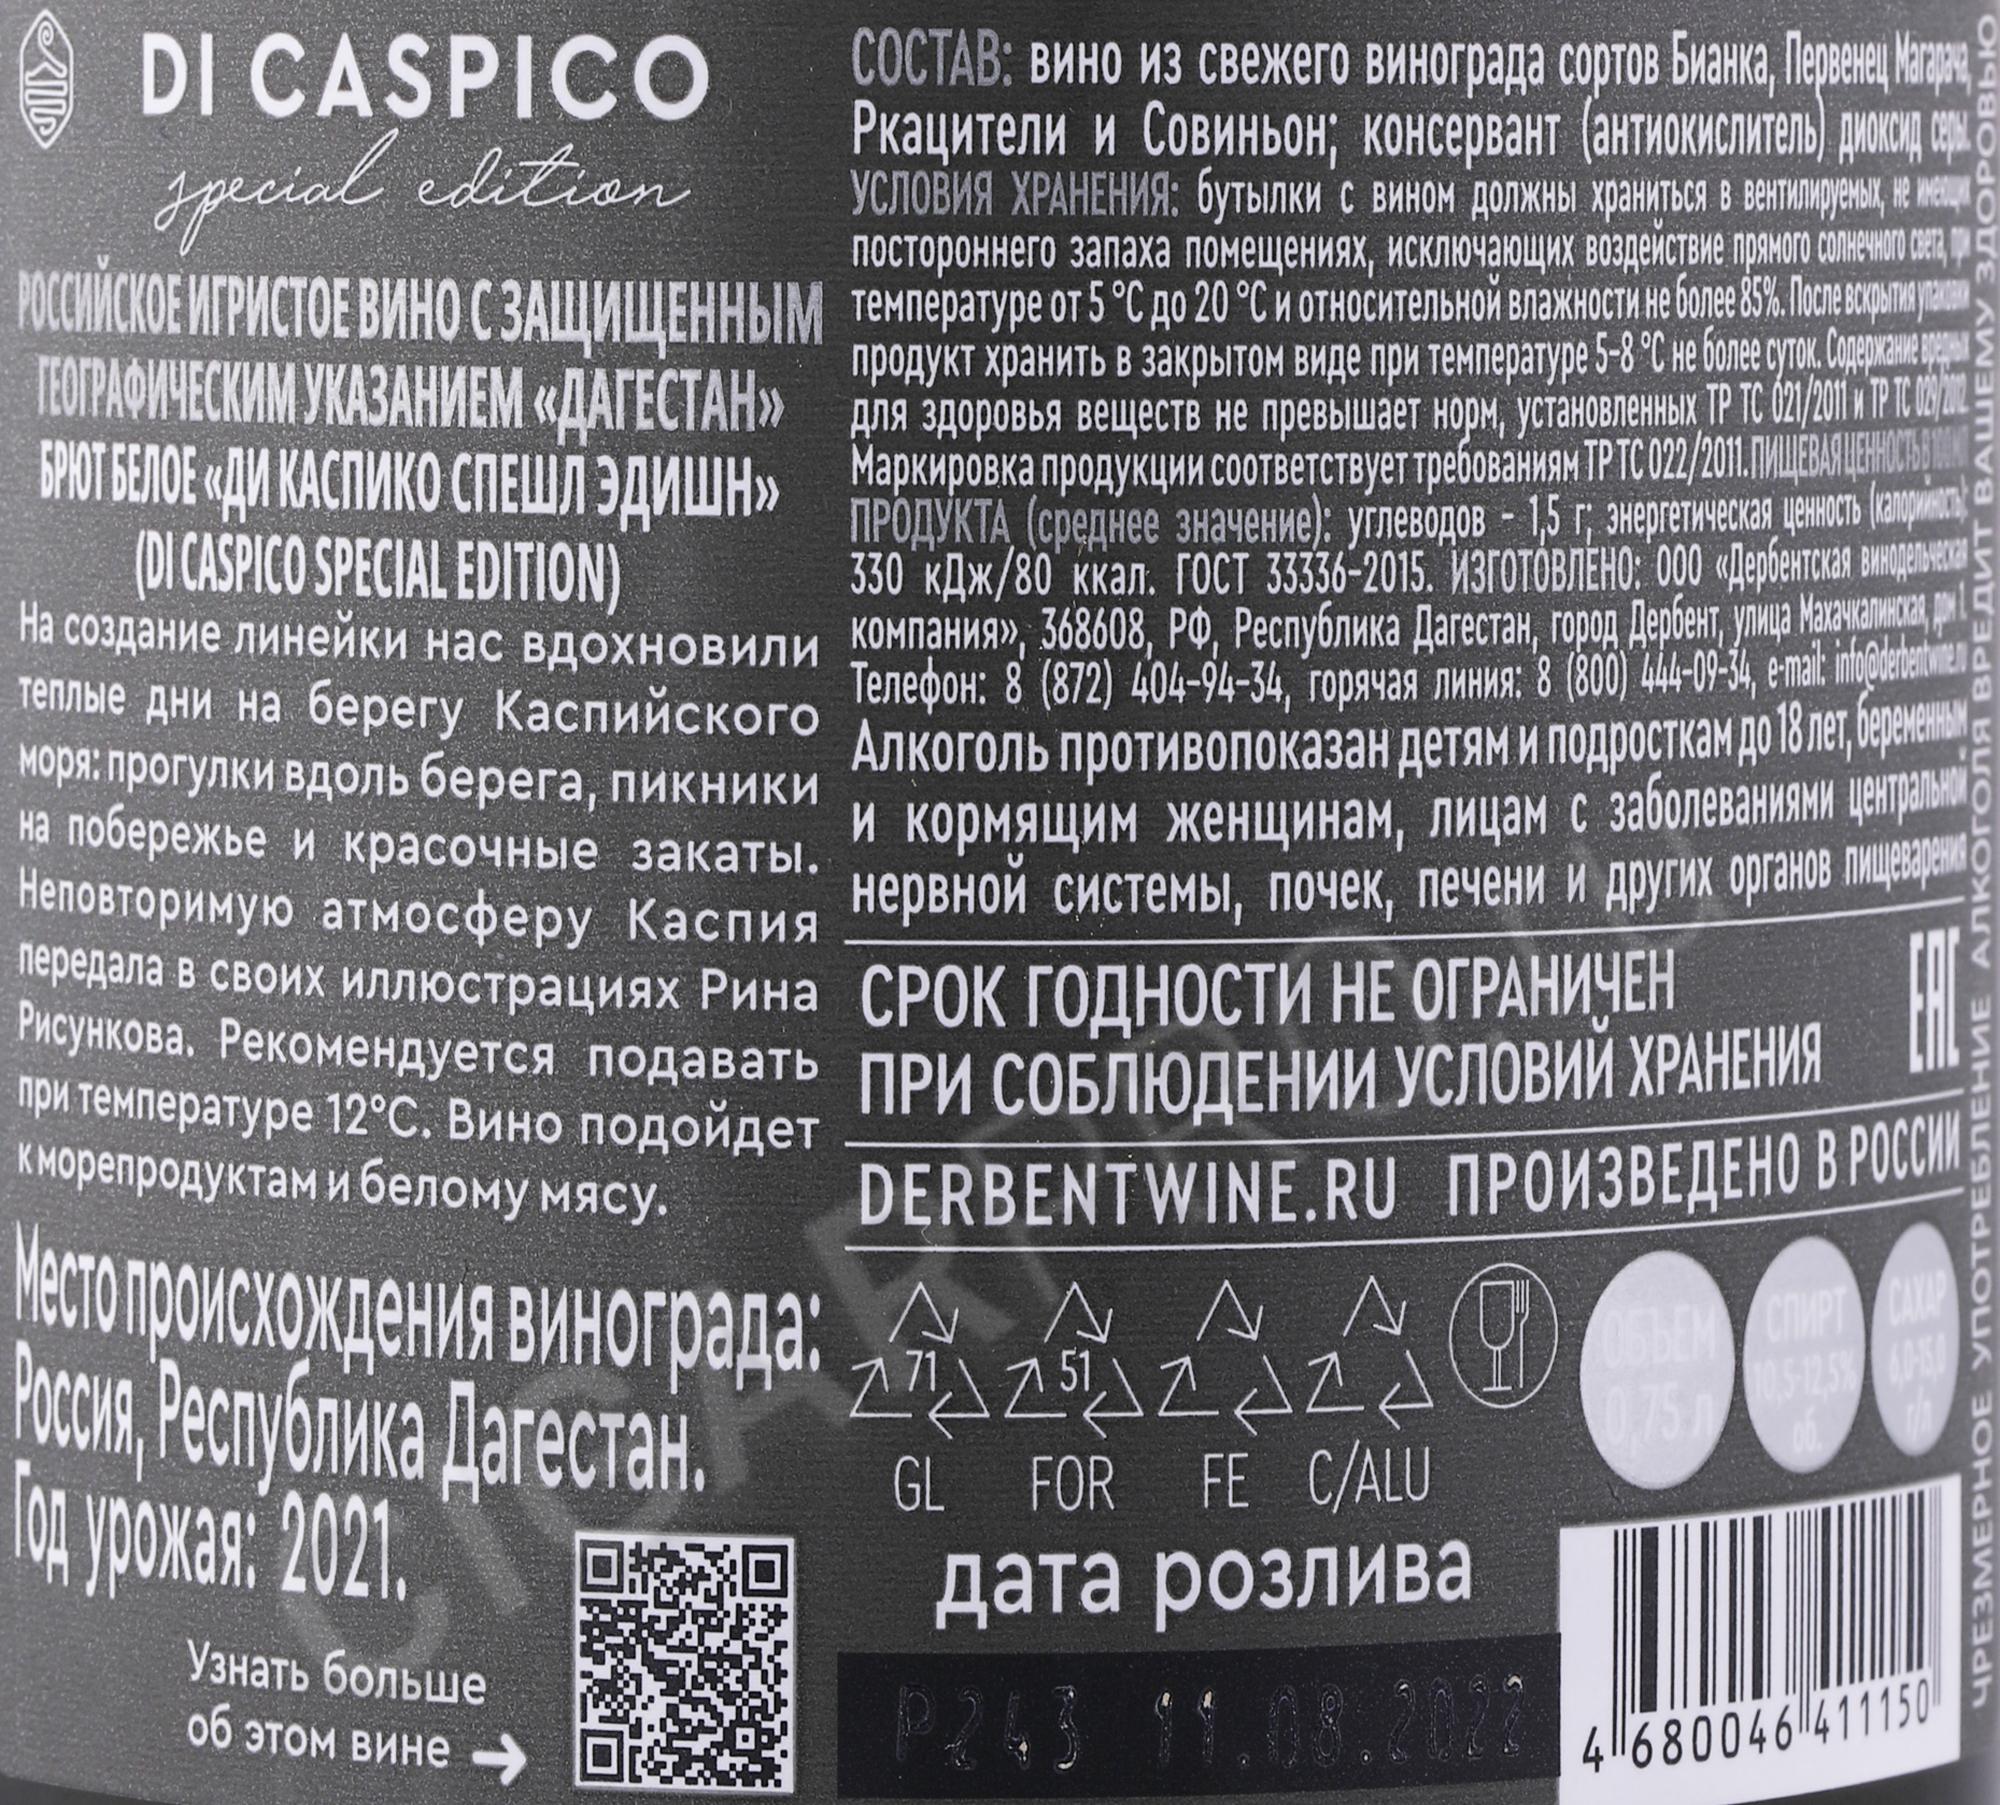 DI CASPICO
special edition
РОССИЙСКОЕ ИГРИСТОЕ ВИНО С ЗАЩИЩЕННЫМ
ГЕОГРАФИЧЕСКИМ УКАЗАНИЕМ «ДАГЕСТАН»
БРЮТ БЕЛОЕ «ДИ КАСПИКО СПЕШЛ ЭДИШН»
(DI CASPICO SPECIAL EDITION)
На создание линейки нас вдохновили
теплые дни на берегу Каспийского
моря: прогулки вдоль берега, пикники
на побережье и красочные закаты.
Неповторимую атмосферу Каспия
передала в своих иллюстрациях Рина
Рисункова. Рекомендуется подавать
при температуре 12°С. Вино подойдет
к морепродуктам и белому мясу.
Место происхождения винограда:
Россия, Республика Дагестан.
Год урожая: 2021.
Узнать больше
об этом вине →
СОСТАВ: вино из свежего винограда сортов Бианка, Первенец Магарача,
Ркацители и Совиньон; консервант (антиокислитель) диоксид серы.
УСЛОВИЯ ХРАНЕНИЯ: бутылки с вином должны храниться в вентилируемых, не имеющих
постороннего запаха помещениях, исключающих воздействие прямого солнечного света, при
температуре от 5 °С до 20 °С и относительной влажности не более 85%. После вскрытия упаковки
продукт хранить в закрытом виде при температуре 5-8 °С не более суток. Содержание вредных
для здоровья веществ не превышает норм, установленных ТР ТС 021/2011 и ТР ТС 029/2012.
Маркировка продукции соответствует требованиям ТР ТС 022/2011. ПИЩЕВАЯ ЦЕННОСТЬ В 100 МЛ
ПРОДУКТА (среднее значение): углеводов - 1,5 г; энергетическая ценность (калорийность):
330 кДж/80 ккал. ГОСТ 33336-2015. ИЗГОТОВЛЕНО: ООО «Дербентская винодельческая
компания», 368608, РФ, Республика Дагестан, город Дербент, улица Махачкалинская, дом
Телефон: 8 (872) 404-94-34, горячая линия: 8 (800) 444-09-34, e-mail: info@derbentwine.ru
Алкоголь противопоказан детям и подросткам до 18 лет, беременным
и кормящим женщинам, лицам с заболеваниями центральной
нервной системы, почек, печени и других органов пищеварения
СРОК ГОДНОСТИ НЕ ОГРАНИЧЕН
ПРИ СОБЛЮДЕНИИ УСЛОВИЙ ХРАНЕНИЯ
EAC
DERBENTWINE.RU ПРОИЗВЕДЕНО В РОССИИ
71 51
GL FOR FE C/ALU
ОБЪЕМ
0,75 л
СПИРТ
10,5-12,5%
об.
САХАР
6,0-15,0
г/л
дата розлива
P243 11.08.2022
4 680046 411150
ЧРЕЗМЕРНОЕ УПОТРЕБЛЕНИЕ АЛКОГОЛЯ ВРЕДИТ ВАШЕМУ ЗДОРОВЬЮ
CIGARPRO.RU